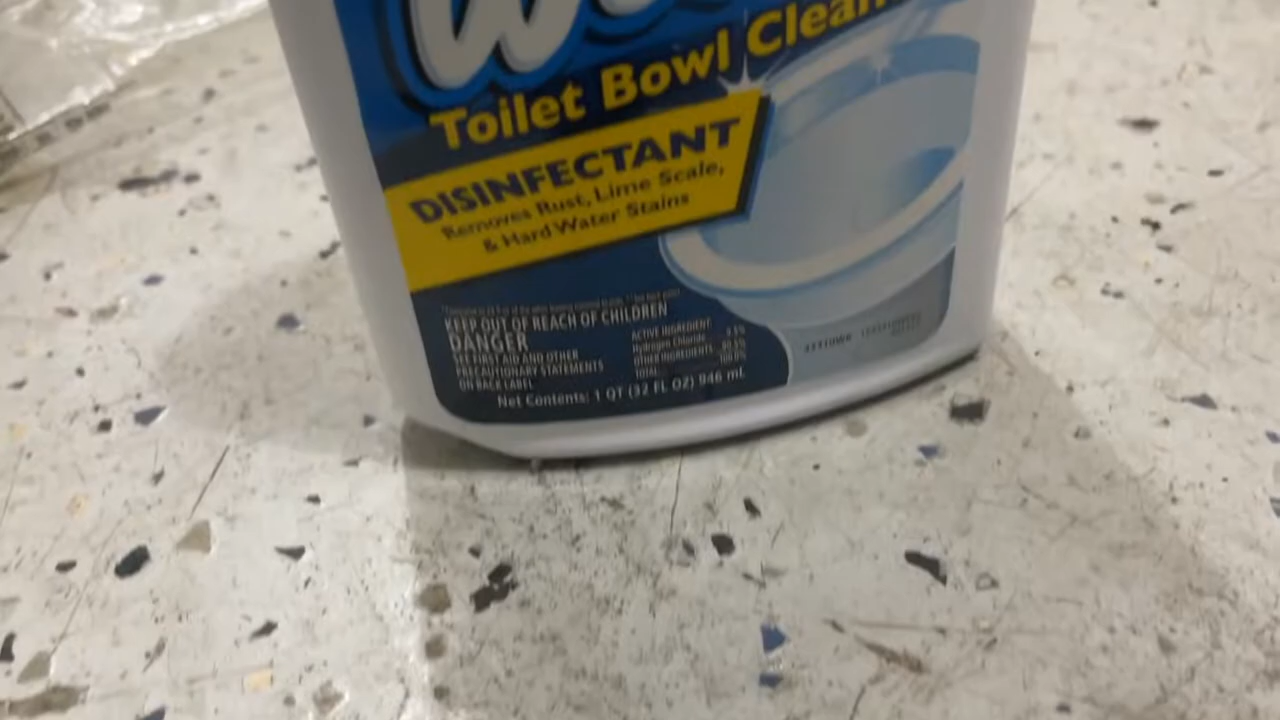 Toilet Bowl Clean
DISINFECTANT
Removes Rust, Lime Scale,
& Hard Water Stains
KEEP OUT OF REACH OF CHILDREN
DANGER
SEE FIRST AID AND OTHER
PRECAUTIONARY STATEMENTS
ON BACK LABEL
ACTIVE INGREDIENT:
Hydrogen Chloride
OTHER INGREDIENTS
TOTAL
Net Contents: 1 QT (32 FL OZ) 946 mL